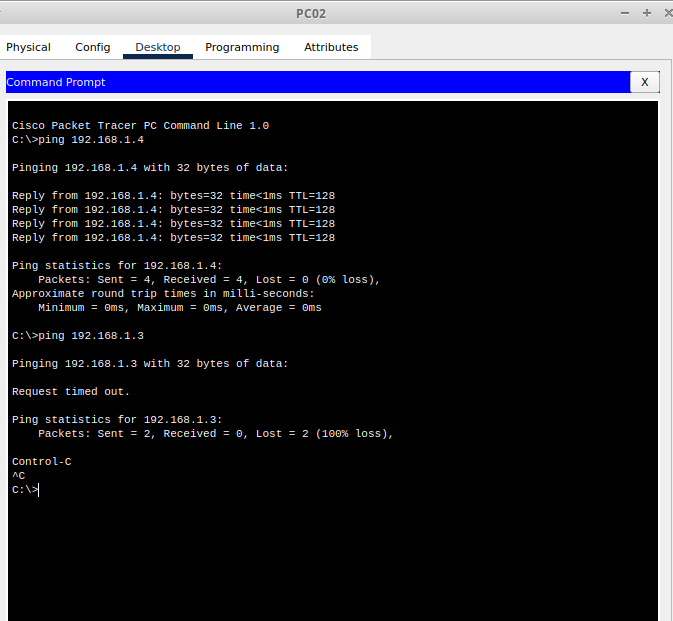 PC02
Physical Config Desktop Programming Attributes
Command Prompt
X
Cisco Packet Tracer PC Command Line 1.0
C:\>ping 192.168.1.4
Pinging 192.168.1.4 with 32 bytes of data:
Reply from 192.168.1.4: bytes=32 time<1ms TTL=128
Reply from 192.168.1.4: bytes=32 time<1ms TTL=128
Reply from 192.168.1.4: bytes=32 time<1ms TTL=128
Reply from 192.168.1.4: bytes=32 time<1ms TTL=128
Ping statistics for 192.168.1.4:
    Packets: Sent = 4, Received = 4, Lost = 0 (0% loss),
Approximate round trip times in milli-seconds:
    Minimum = 0ms, Maximum = 0ms, Average = 0ms
C:\>ping 192.168.1.3
Pinging 192.168.1.3 with 32 bytes of data:
Request timed out.
Ping statistics for 192.168.1.3:
    Packets: Sent = 2, Received = 0, Lost = 2 (100% loss),
Control-C
^C
C:\>